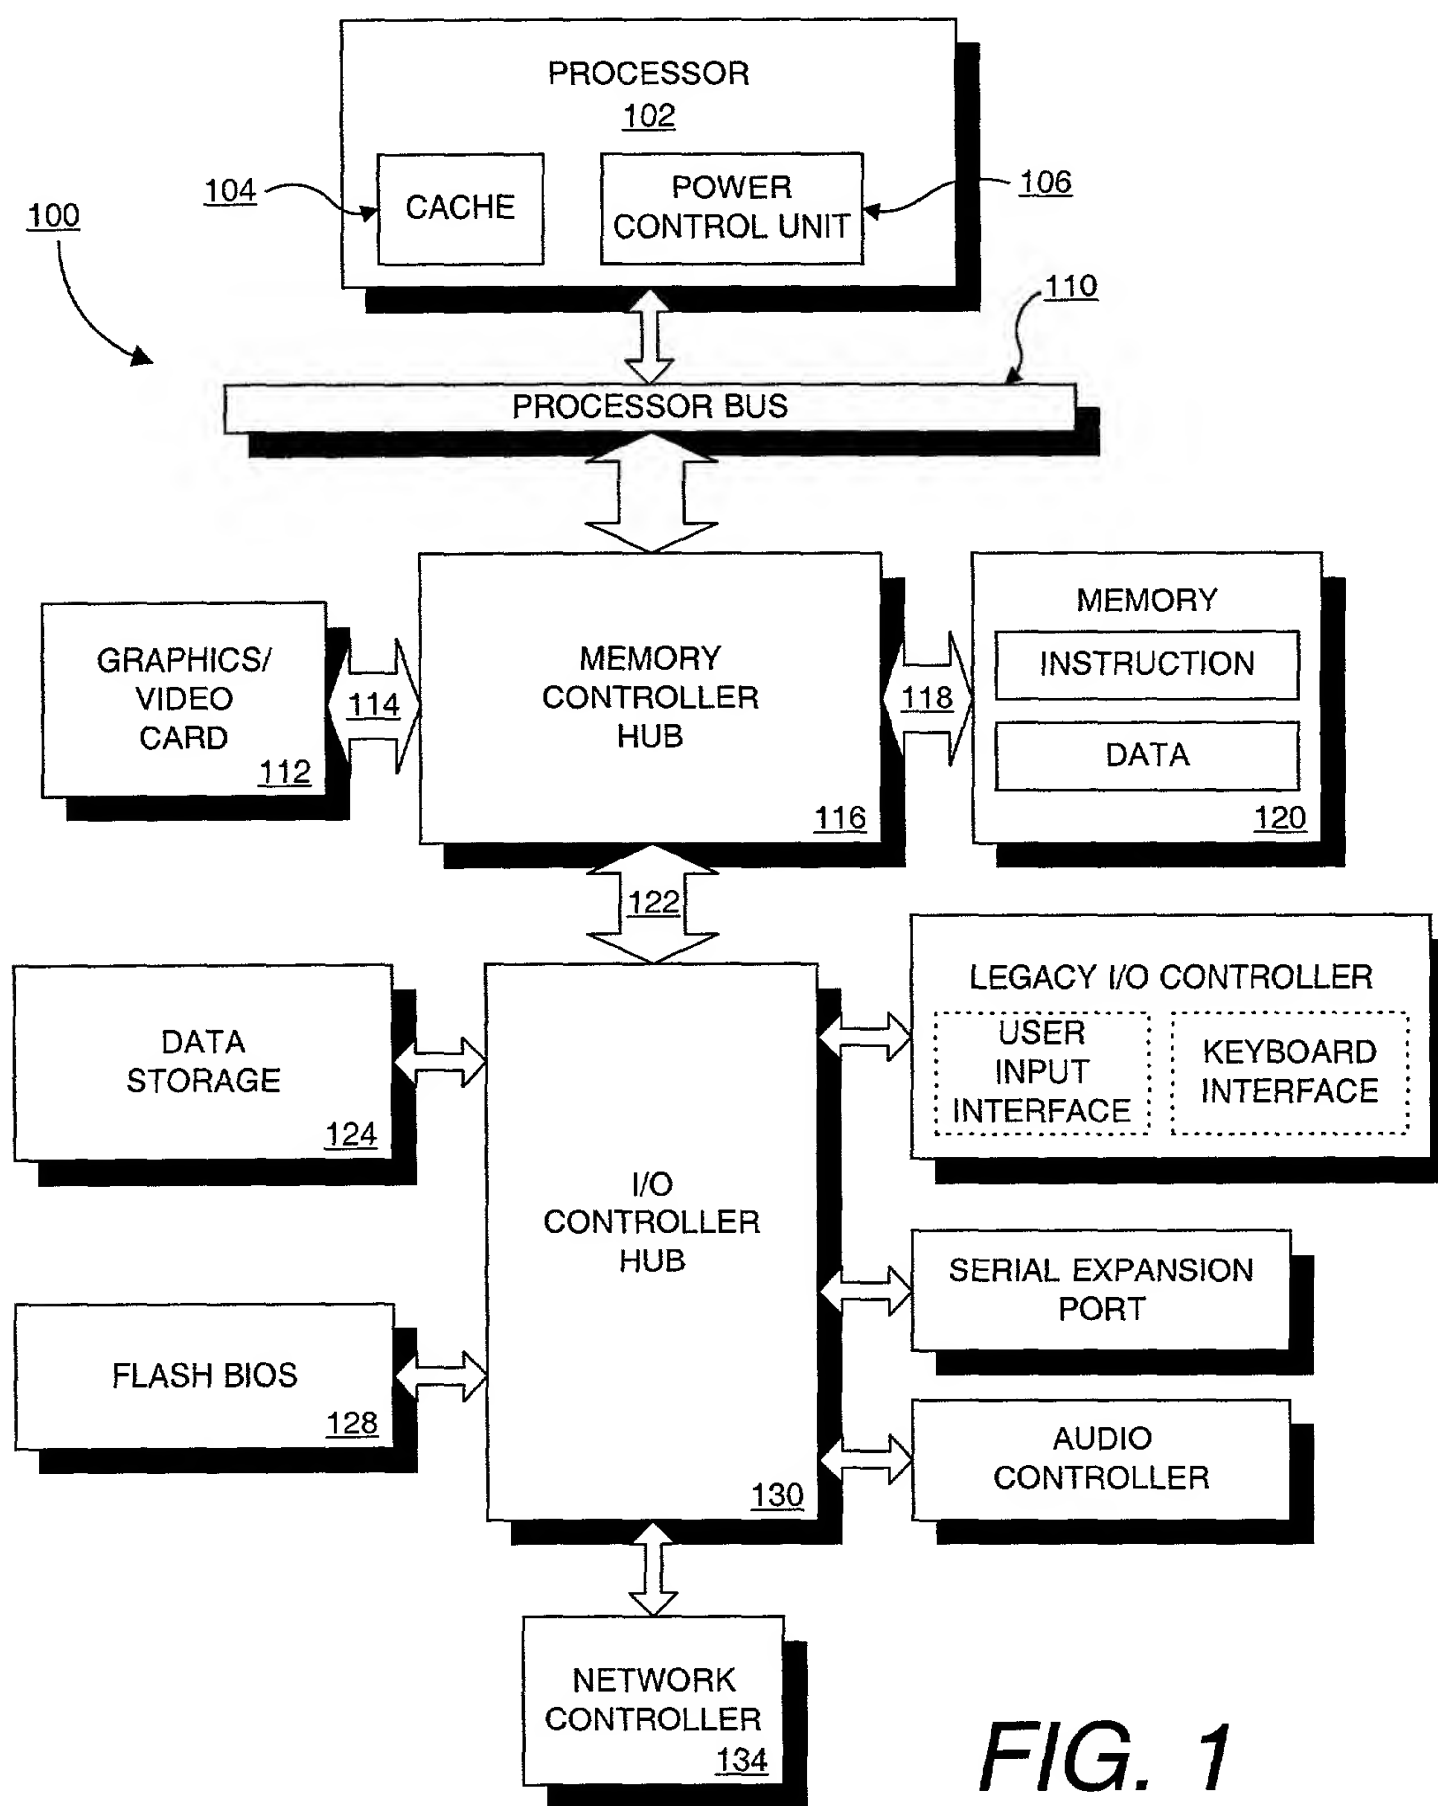 PROCESSOR
102
104
CACHE
POWER
CONTROL UNIT
106
100
110
PROCESSOR BUS
GRAPHICS/
VIDEO
CARD
112
114
MEMORY
CONTROLLER
HUB
116
118
MEMORY
INSTRUCTION
DATA
120
122
DATA
STORAGE
124
LEGACY I/O CONTROLLER
USER
INPUT
INTERFACE
KEYBOARD
INTERFACE
I/O
CONTROLLER
HUB
130
SERIAL EXPANSION
PORT
FLASH BIOS
128
AUDIO
CONTROLLER
NETWORK
CONTROLLER
134
FIG. 1